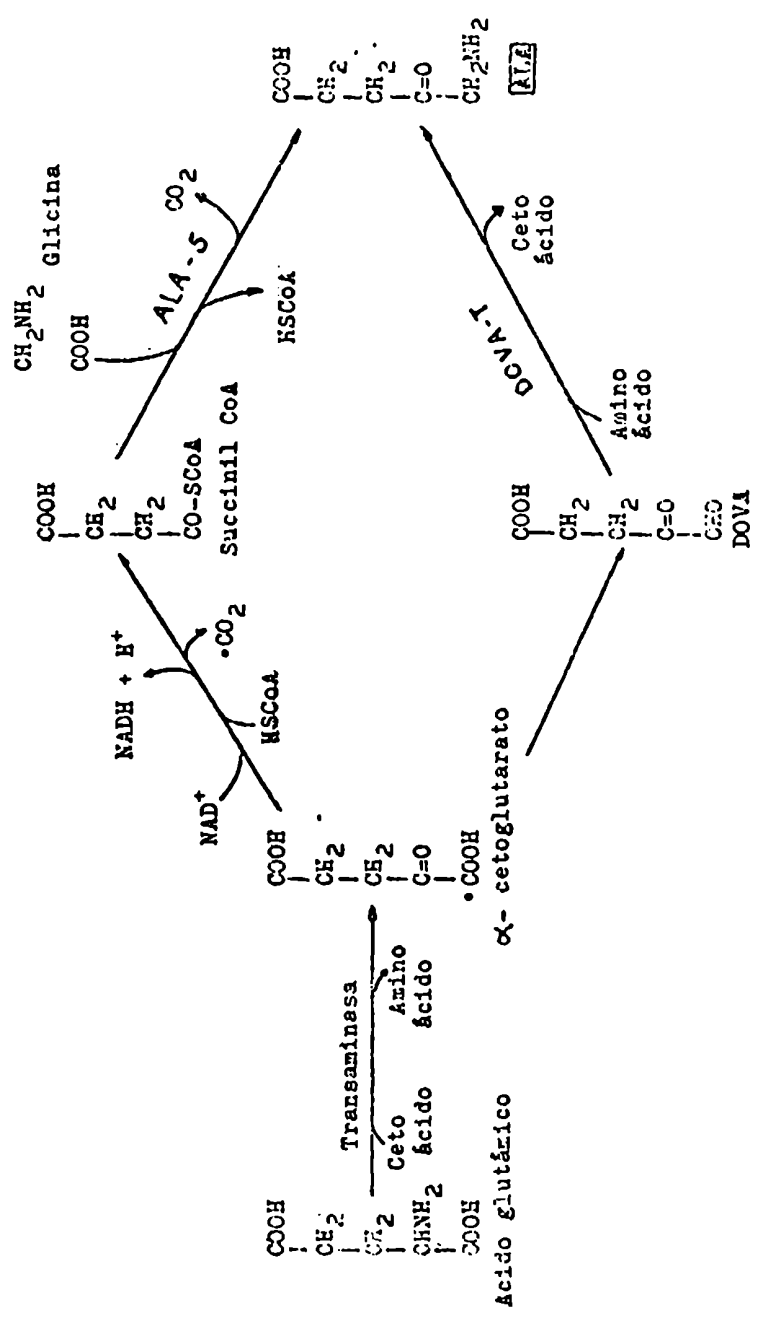 COOH
CH2
CH2
CHNH2
COOH
Acido glutámico
Transaminasa
Ceto
ácido
Amino
ácido
COOH
CH2
CH2
C=O
•COOH
α- cetoglutarato
NAD+
HSCoA
NADH + H+
•CO2
COOH
CH2
CH2
CO-SCoA
Succinil CoA
CH2NH2
COOH
Glicina
ALA-S
HSCoA
CO2
COOH
CH2
CH2
C=O
CHO
DOVA
DOVA-T
Amino
ácido
Ceto
ácido
COOH
CH2
CH2
C=O
CH2NH2
ALA